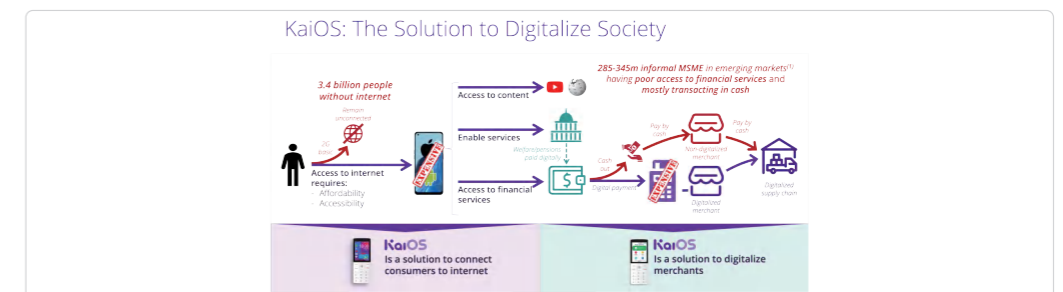 KaiOS: The Solution to Digitalize Society
3.4 billion people
without internet
Remain
unconnected
2G
basic
Access to internet
requires:
- Affordability
- Accessibility
EXPENSIVE
Access to content
Enable services
Welfare/pensions
paid digitally
Access to financial
services
285-345m informal MSME in emerging markets(1)
having poor access to financial services and
mostly transacting in cash
Cash
out
Digital payment
Pay by
cash
Non-digitalized
merchant
Pay by
cash
EXPENSIVE
Digitalized
merchant
Digitalized
supply chain
KaiOS
Is a solution to connect
consumers to internet
KaiOS
Is a solution to digitalize
merchants